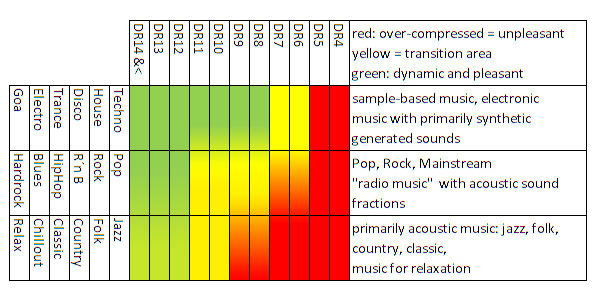 DR14 &<
DR13
DR12
DR11
DR10
DR9
DR8
DR7
DR6
DR5
DR4
red: over-compressed = unpleasant
yellow = transition area
green: dynamic and pleasant
Goa
Electro
Trance
Disco
House
Techno
sample-based music, electronic
music with primarily synthetic
generated sounds
Hardrock
Blues
HipHop
R´n B
Rock
Pop
Pop, Rock, Mainstream
"radio music" with acoustic sound
fractions
Relax
Chillout
Classic
Country
Folk
Jazz
primarily acoustic music: jazz, folk,
country, classic,
music for relaxation